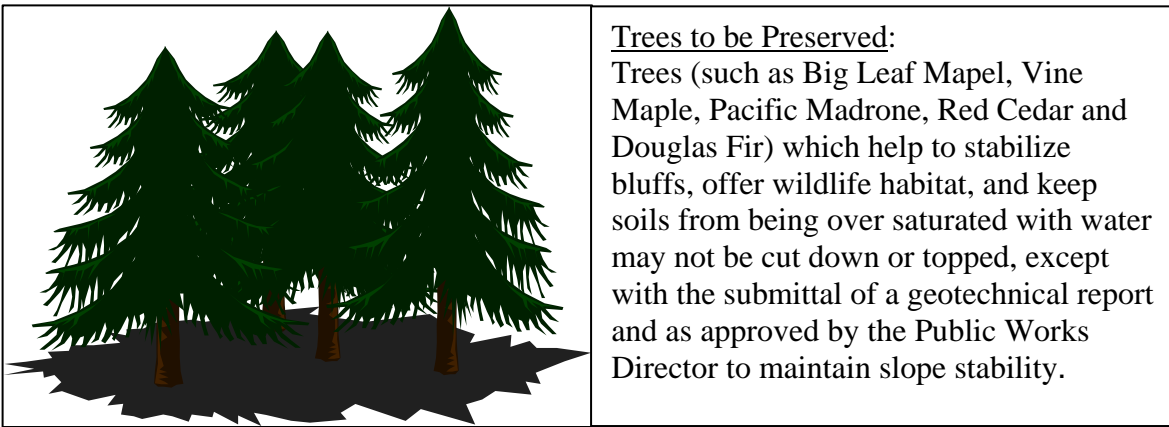 Trees to be Preserved:
Trees (such as Big Leaf Mapel, Vine
Maple, Pacific Madrone, Red Cedar and
Douglas Fir) which help to stabilize
bluffs, offer wildlife habitat, and keep
soils from being over saturated with water
may not be cut down or topped, except
with the submittal of a geotechnical report
and as approved by the Public Works
Director to maintain slope stability.